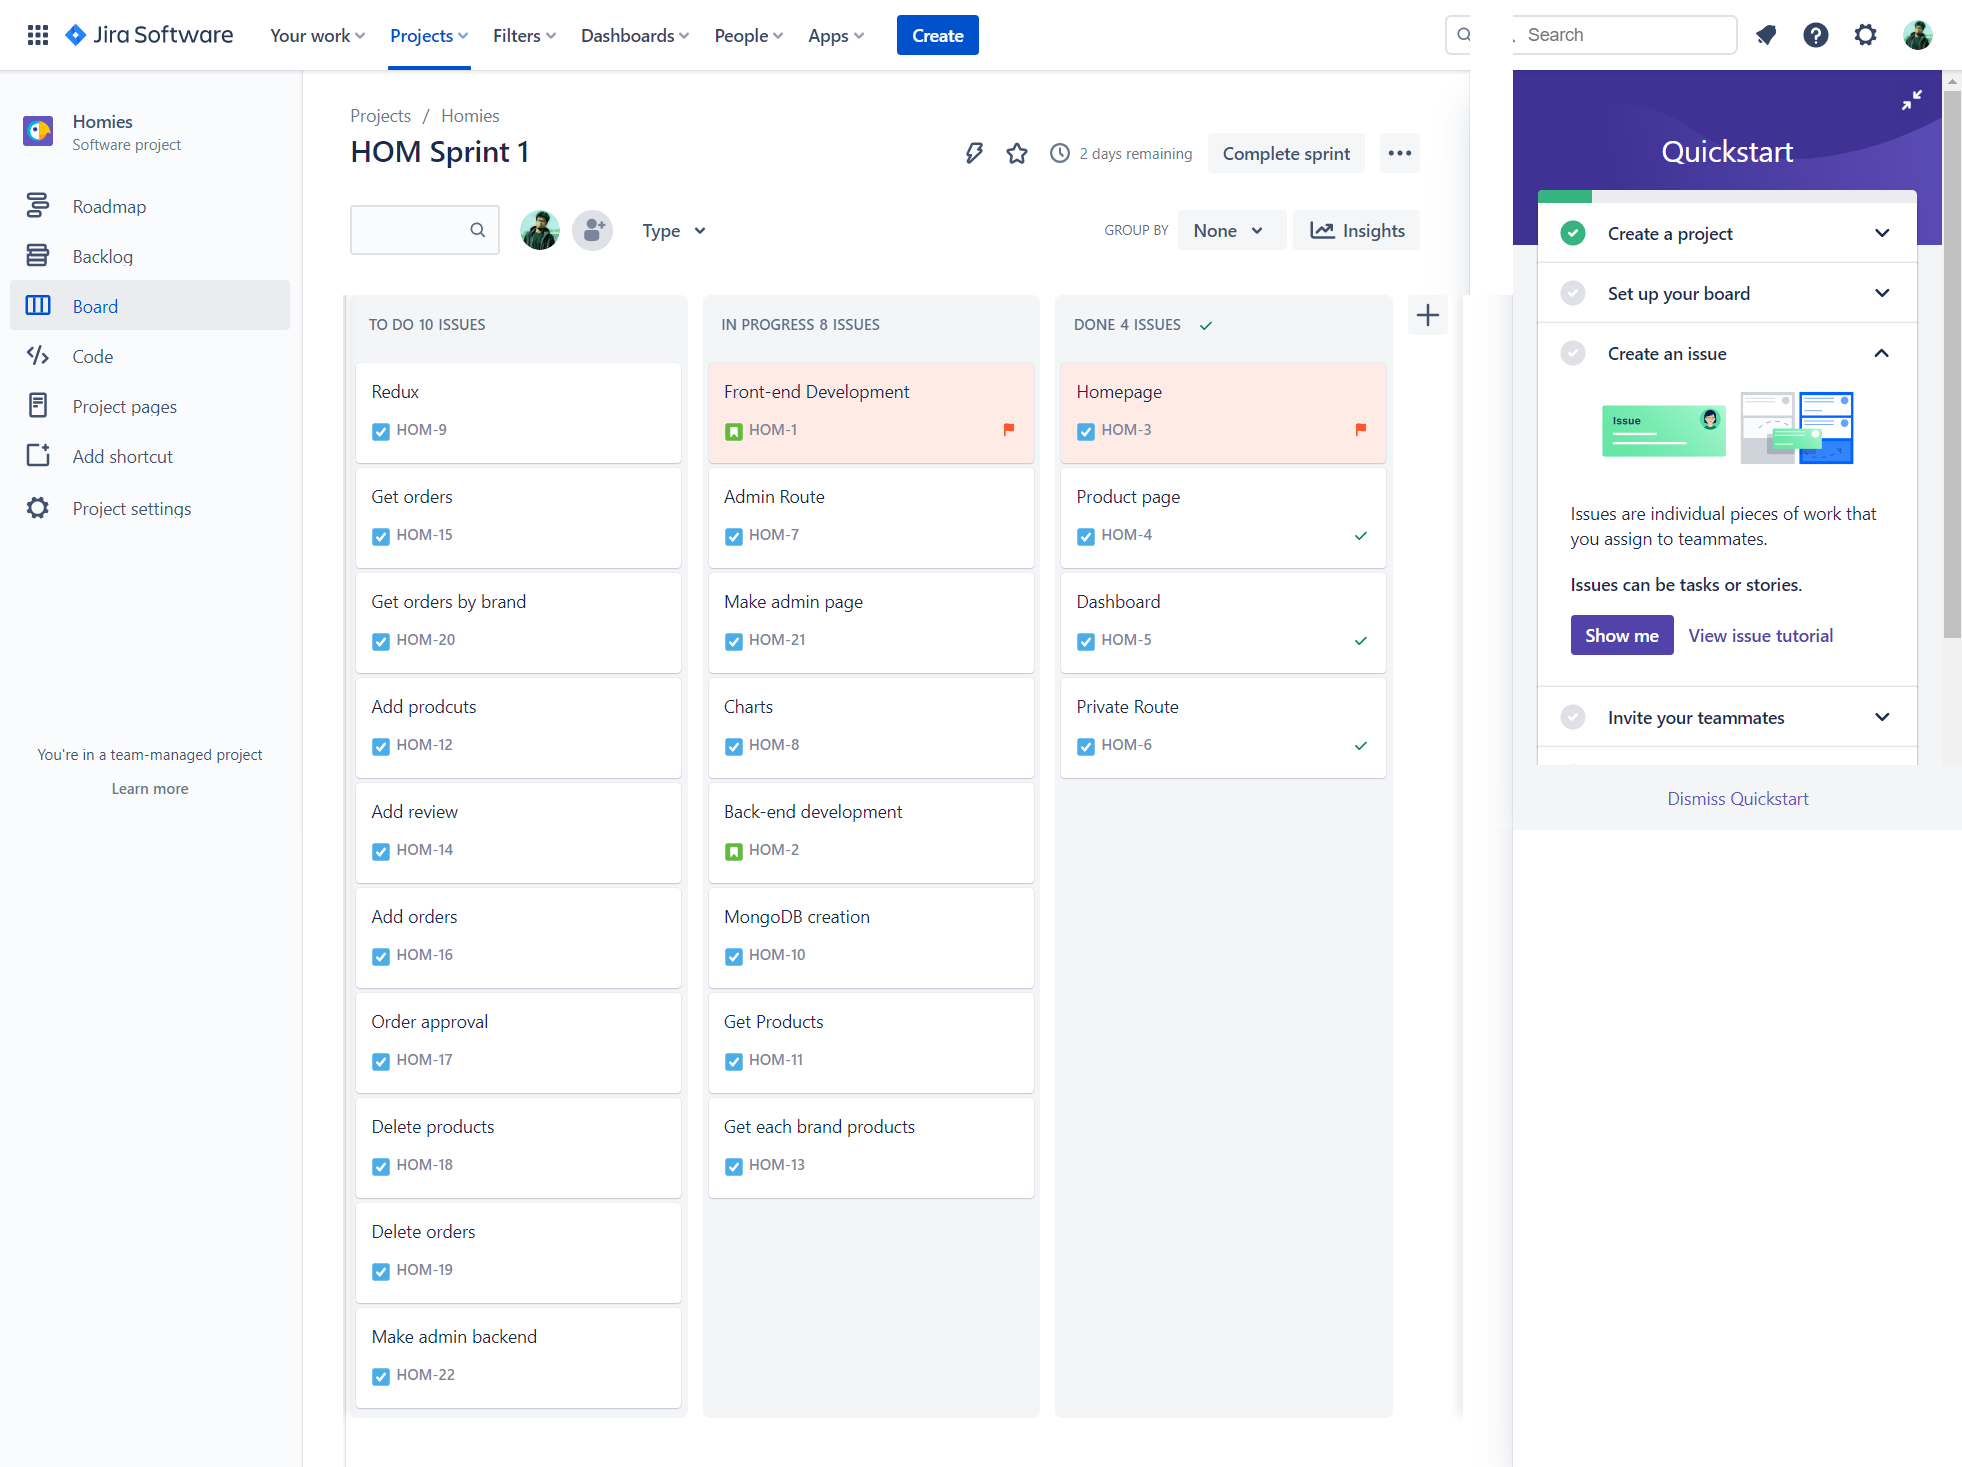 Jira Software
Your work
Projects
Filters
Dashboards
People
Apps
Create
Search
Homies
Software project
Roadmap
Backlog
Board
Code
Project pages
Add shortcut
Project settings
You're in a team-managed project
Learn more
Projects / Homies
HOM Sprint 1
2 days remaining
Complete sprint
Type
GROUP BY
None
Insights
TO DO 10 ISSUES
Redux
HOM-9
Get orders
HOM-15
Get orders by brand
HOM-20
Add prodcuts
HOM-12
Add review
HOM-14
Add orders
HOM-16
Order approval
HOM-17
Delete products
HOM-18
Delete orders
HOM-19
Make admin backend
HOM-22
IN PROGRESS 8 ISSUES
Front-end Development
HOM-1
Admin Route
HOM-7
Make admin page
HOM-21
Charts
HOM-8
Back-end development
HOM-2
MongoDB creation
HOM-10
Get Products
HOM-11
Get each brand products
HOM-13
DONE 4 ISSUES
Homepage
HOM-3
Product page
HOM-4
Dashboard
HOM-5
Private Route
HOM-6
Quickstart
Create a project
Set up your board
Create an issue
Issue
Issues are individual pieces of work that
you assign to teammates.
Issues can be tasks or stories.
Show me
View issue tutorial
Invite your teammates
Dismiss Quickstart